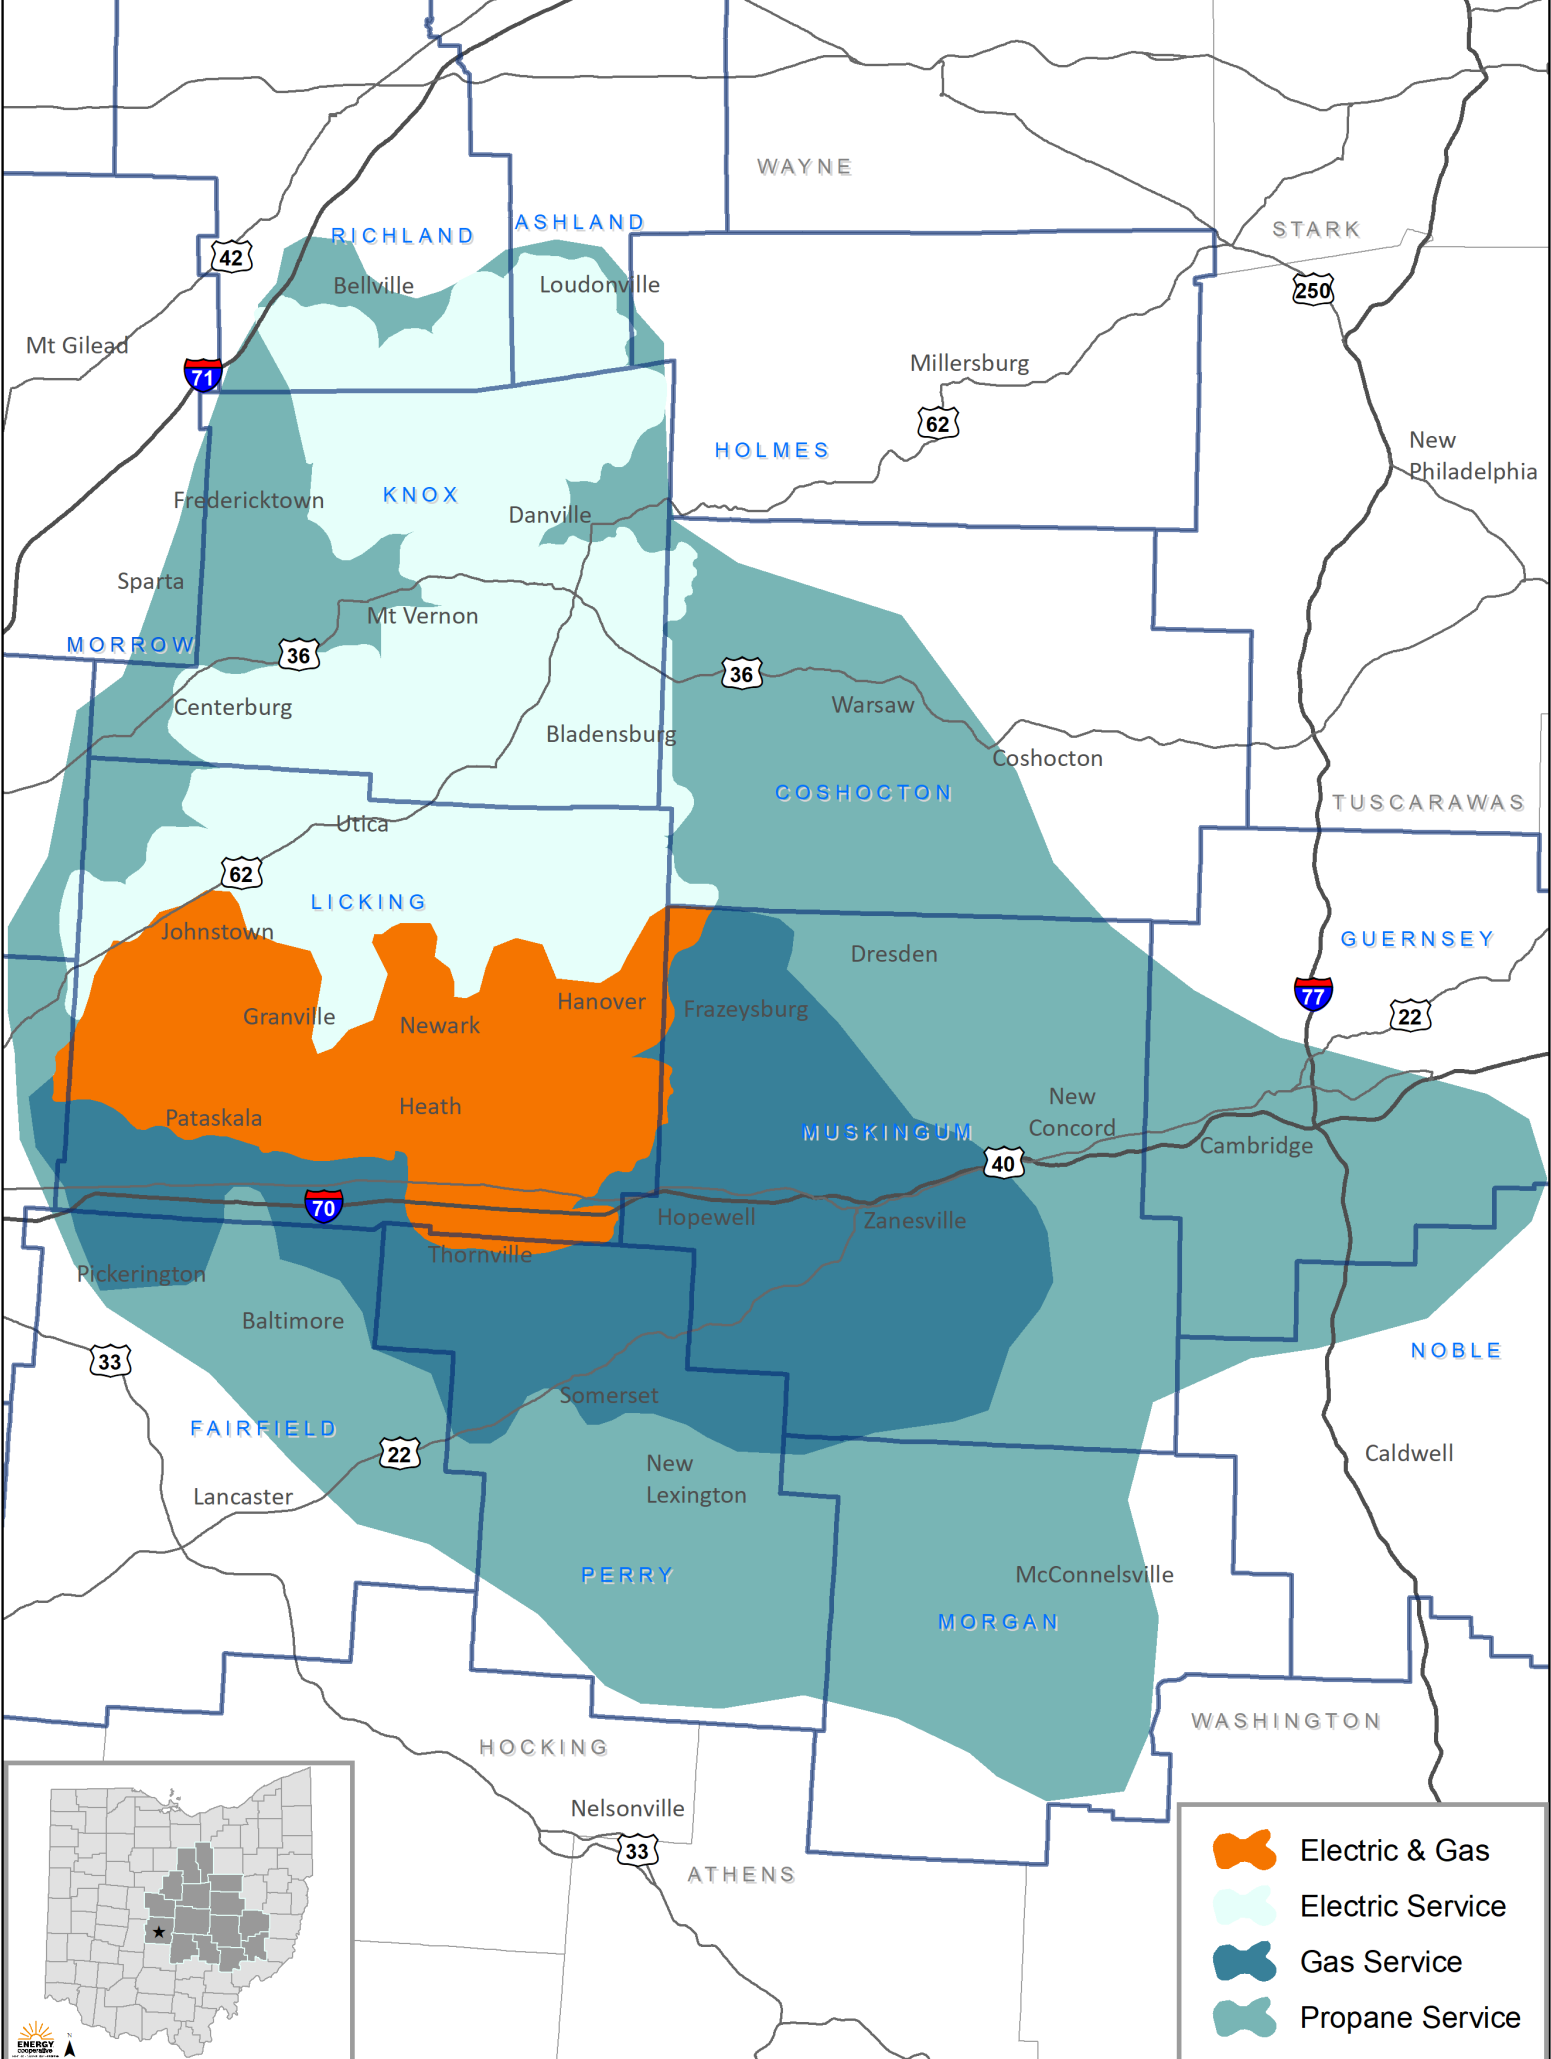 WAYNE
ASHLAND
RICHLAND
STARK
42
Bellville
Loudonville
250
Mt Gilead
71
Millersburg
62
HOLMES
New
Philadelphia
Fredericktown
KNOX
Danville
Sparta
Mt Vernon
MORROW
36
36
Centerburg
Warsaw
Bladensburg
Coshocton
COSHOCTON
TUSCARAWAS
Utica
62
LICKING
Johnstown
GUERNSEY
Dresden
Granville
Newark
Hanover
Frazeysburg
77
22
Pataskala
Heath
New
Concord
MUSKINGUM
Cambridge
40
70
Hopewell
Zanesville
Thornville
Pickerington
Baltimore
33
NOBLE
Somerset
FAIRFIELD
22
Caldwell
New
Lexington
Lancaster
PERRY
McConnelsville
MORGAN
WASHINGTON
HOCKING
Nelsonville
33
ATHENS
Electric & Gas
Electric Service
Gas Service
Propane Service
N
ENERGY
cooperative